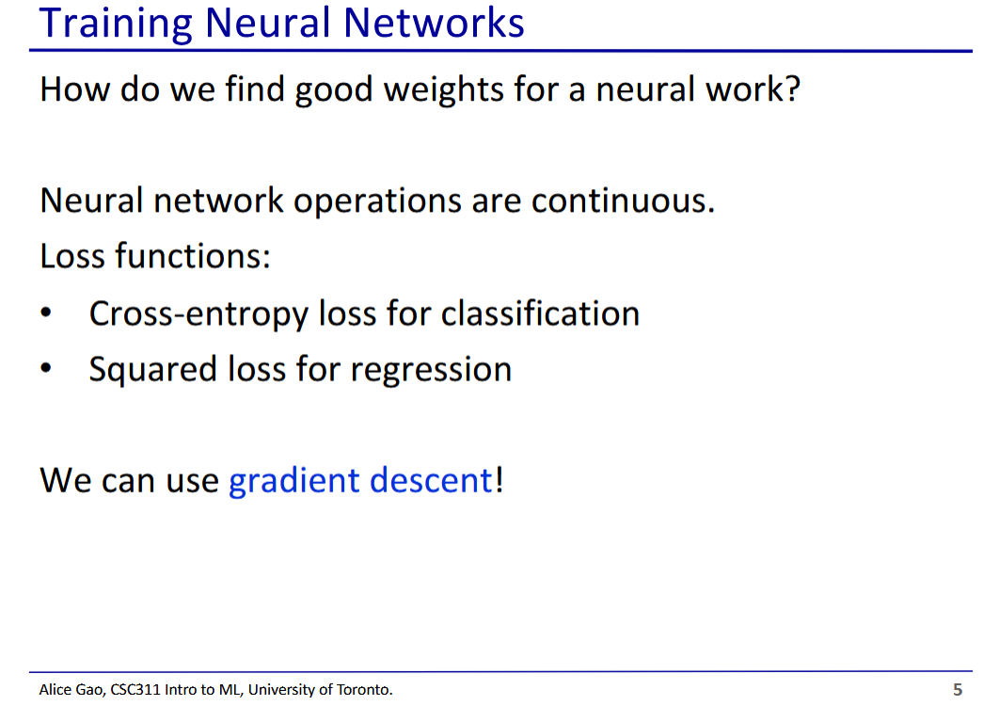 Training Neural Networks
How do we find good weights for a neural work?
Neural network operations are continuous.
Loss functions:
• Cross-entropy loss for classification
• Squared loss for regression
We can use gradient descent!
Alice Gao, CSC311 Intro to ML, University of Toronto.
5